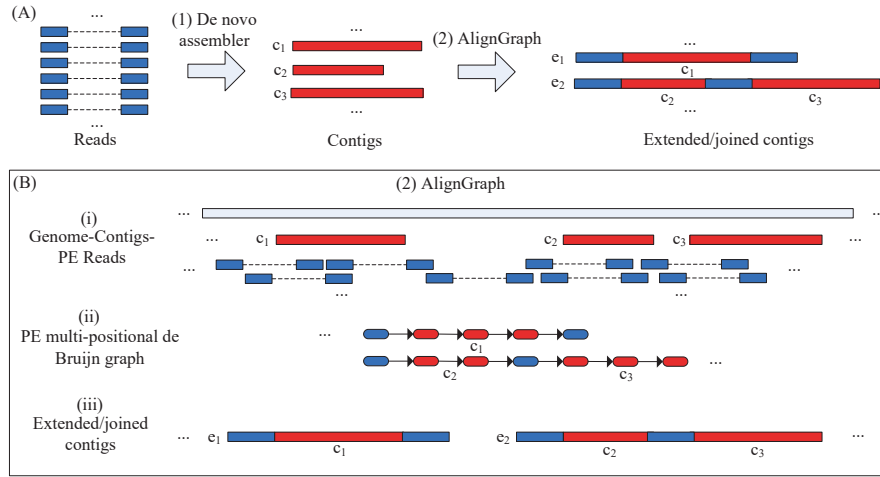 (A)
...
(1) De novo
assembler
...
c1
c2
c3
...
(2) AlignGraph
...
e1
c1
e2
c2
c3
...
...
Reads
Contigs
Extended/joined contigs
(B)
(2) AlignGraph
...
...
(i)
Genome-Contigs-
PE Reads
...
c1
c2
c3
...
...
...
...
...
(ii)
PE multi-positional de
Bruijn graph
...
c1
c2
c3
...
(iii)
Extended/joined
contigs
...
e1
c1
e2
c2
c3
...